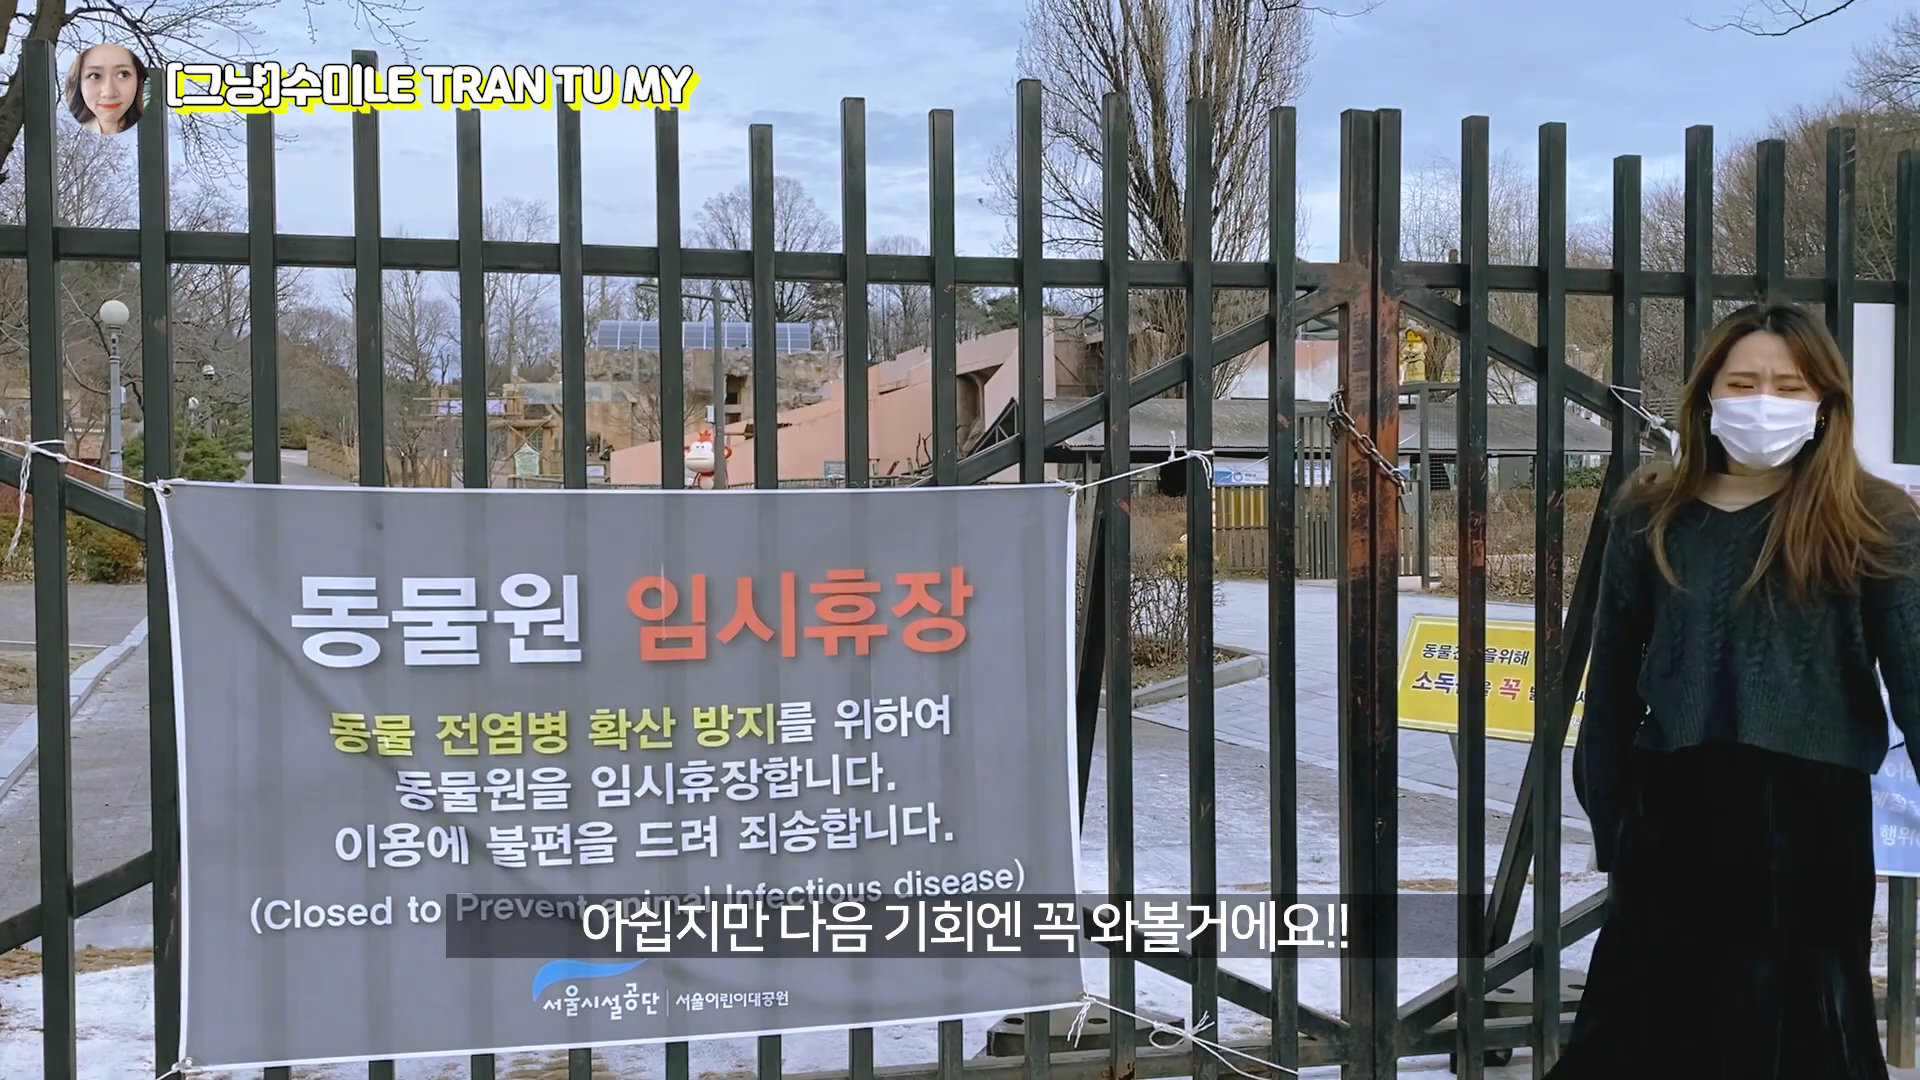 [그냥]수미LE TRAN TU MY
동물원 임시휴장
동물 전염병 확산 방지를 위하여
동물원을 임시휴장합니다.
이용에 불편을 드려 죄송합니다.
(Closed to Prevent animal Infectious disease)
아쉽지만 다음 기회엔 꼭 와볼거에요!!
서울시설공단 | 서울어린이대공원
소독 꼭